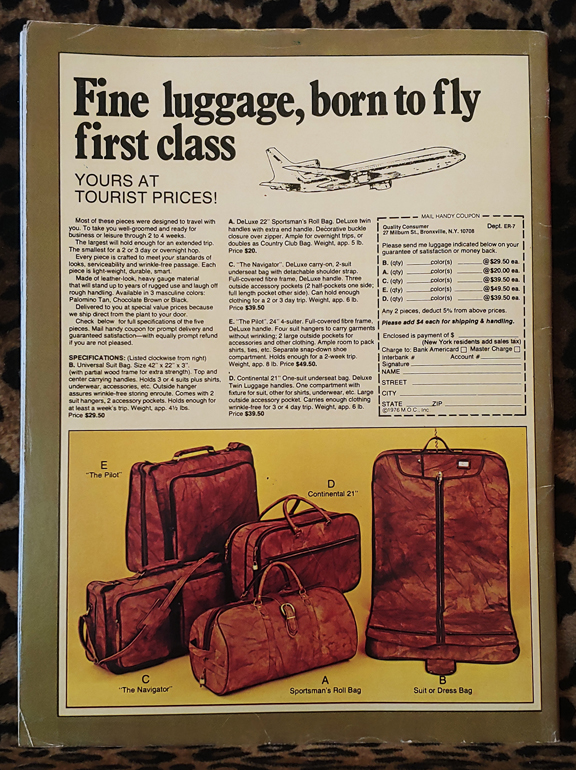 Fine luggage, born to fly
first class
YOURS AT
TOURIST PRICES!
Most of these pieces were designed to travel with
you. To take you well-groomed and ready for
business or leisure through 2 to 4 weeks.
The largest will hold enough for an extended trip.
The smallest for a 2 or 3 day or overnight hop.
Every piece is crafted to meet your standards of
looks, serviceability and wrinkle-free passage. Each
piece is light-weight, durable, smart.
Made of leather-look, heavy gauge material
that will stand up to years of rugged use and laugh off
rough handling. Available in 3 masculine colors:
Palomino Tan, Chocolate Brown or Black.
Delivered to you at special value prices because
we ship direct from the plant to your door.
Check below for full specifications of the five
pieces. Mail handy coupon for prompt delivery and
guaranteed satisfaction—with equally prompt refund
if you are not pleased.
SPECIFICATIONS: (Listed clockwise from right)
B. Universal Suit Bag. Size 42" x 22" x 3".
(with partial wood frame for extra strength). Top and
center carrying handles. Holds 3 or 4 suits plus shirts,
underwear, accessories, etc. Outside hanger
assures wrinkle-free storing enroute. Comes with 2
suit hangers, 2 accessory pockets. Holds enough for
at least a week's trip. Weight, app. 4½ lbs.
Price $29.50
A. DeLuxe 22" Sportsman's Roll Bag. DeLuxe twin
handles with extra end handle. Decorative buckle
closure over zipper. Ample for overnight trips, or
doubles as Country Club Bag. Weight, app. 5 lb.
Price $20.
C. "The Navigator", DeLuxe carry-on, 2-suit
underseat bag with detachable shoulder strap.
Full-covered fibre frame, DeLuxe handle. Three
outside accessory pockets (2 half-pockets one side;
full length pocket other side). Can hold enough
clothing for a 2 or 3 day trip. Weight, app. 6 lb.
Price $39.50
E. "The Pilot". 24" 4-suiter. Full-covered fibre frame,
DeLuxe handle. Four suit hangers to carry garments
without wrinkling; 2 large outside pockets for
accessories and other clothing. Ample room to pack
shirts, ties, etc. Separate snap-down shoe
compartment. Holds enough for a 2-week trip.
Weight, app. 8 lb. Price $49.50.
D. Continental 21" One-suit underseat bag. Deluxe
Twin Luggage handles. One compartment with
fixture for suit, other for shirts, underwear, etc. Large
outside accessory pocket. Carries enough clothing
wrinkle-free for 3 or 4 day trip. Weight, app. 6 lb.
Price $39.50
MAIL HANDY COUPON
Quality Consumer Dept. ER-7
27 Milburn St., Bronxville, N.Y. 10708
Please send me luggage indicated below on your
guarantee of satisfaction or money back.
B. (qty) color(s) @$29.50 ea.
A. (qty) color(s) @$20.00 ea.
C. (qty) color(s) @$39.50 ea.
E. (qty) color(s) @$49.50 ea.
D. (qty) color(s) @$39.50 ea.
Any 2 pieces, deduct 5% from above prices.
Please add $4 each for shipping & handling.
Enclosed is payment of $
(New York residents add sales tax)
Charge to: Bank Americard Master Charge
Interbank # Account #
Signature
NAME
STREET
CITY
STATE ZIP
©1976 M.O.C., Inc.
E
"The Pilot"
D
Continental 21"
C
"The Navigator"
A
Sportsman's Roll Bag
B
Suit or Dress Bag